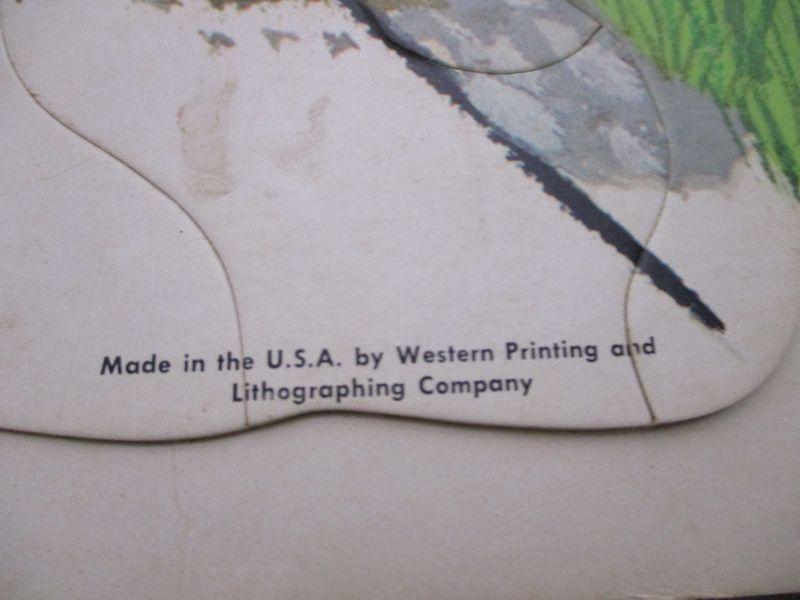 Made in the U.S.A. by Western Printing and
Lithographing Company